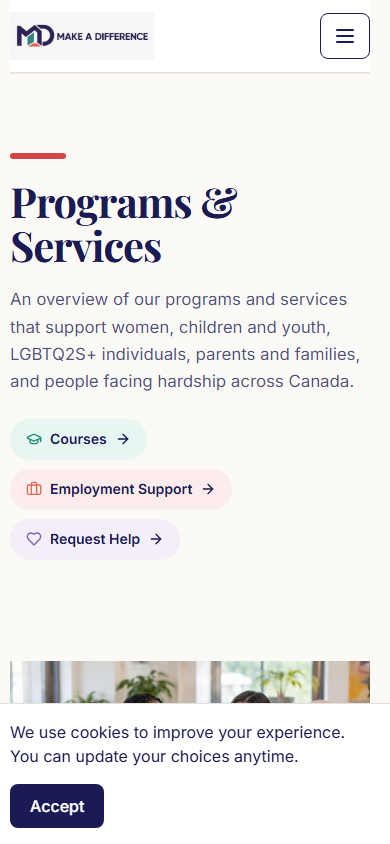 MD MAKE A DIFFERENCE
Programs &
Services
An overview of our programs and services
that support women, children and youth,
LGBTQ2S+ individuals, parents and families,
and people facing hardship across Canada.
Courses →
Employment Support →
Request Help →
We use cookies to improve your experience.
You can update your choices anytime.
Accept